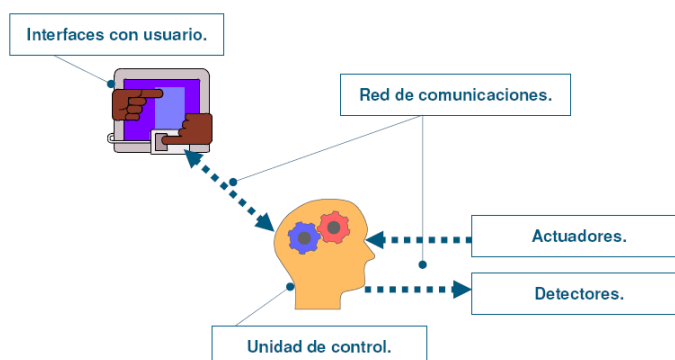 Interfaces con usuario.
Red de comunicaciones.
Actuadores.
Detectores.
Unidad de control.